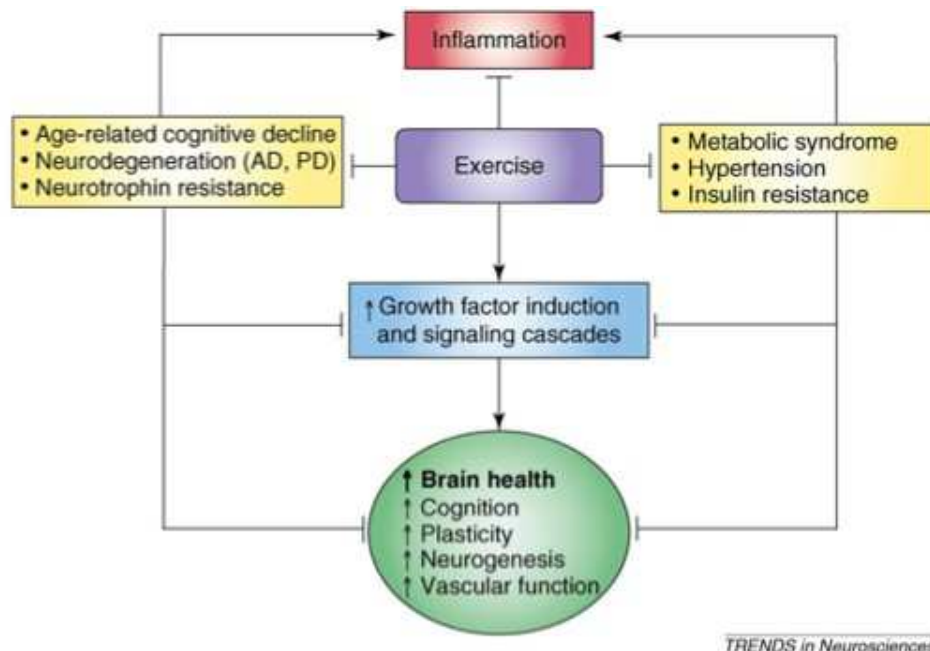 Inflammation
• Age-related cognitive decline
• Neurodegeneration (AD, PD)
• Neurotrophin resistance
Exercise
• Metabolic syndrome
• Hypertension
• Insulin resistance
↑ Growth factor induction
and signaling cascades
↑ Brain health
↑ Cognition
↑ Plasticity
↑ Neurogenesis
↑ Vascular function
TRENDS in Neurosciences